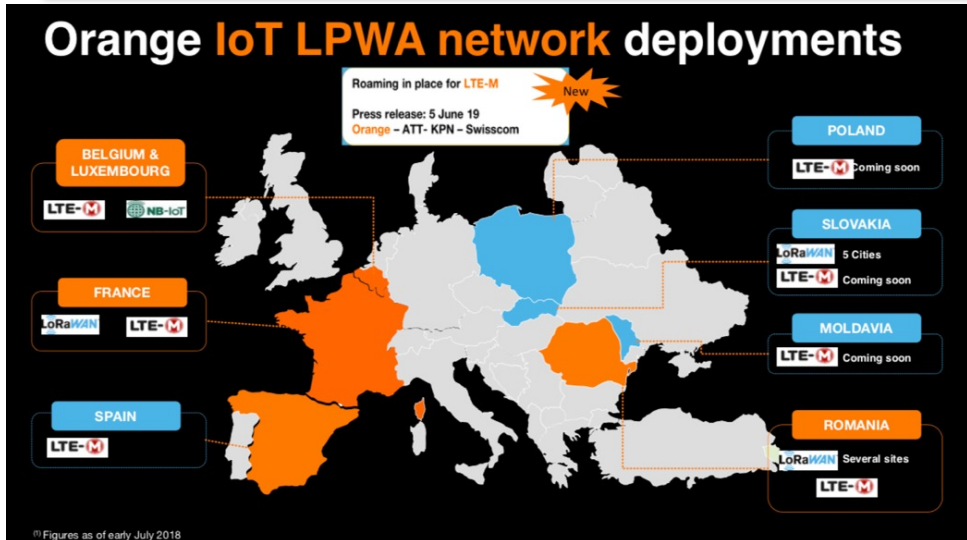 Orange IoT LPWA network deployments
Roaming in place for LTE-M
New
Press release: 5 June 19
Orange – ATT- KPN – Swisscom
BELGIUM &
LUXEMBOURG
LTE-M NB-IoT
FRANCE
LoRaWAN LTE-M
SPAIN
LTE-M
POLAND
LTE-M Coming soon
SLOVAKIA
LoRaWAN 5 Cities
LTE-M Coming soon
MOLDAVIA
LTE-M Coming soon
ROMANIA
LoRaWAN Several sites
LTE-M
(1) Figures as of early July 2018